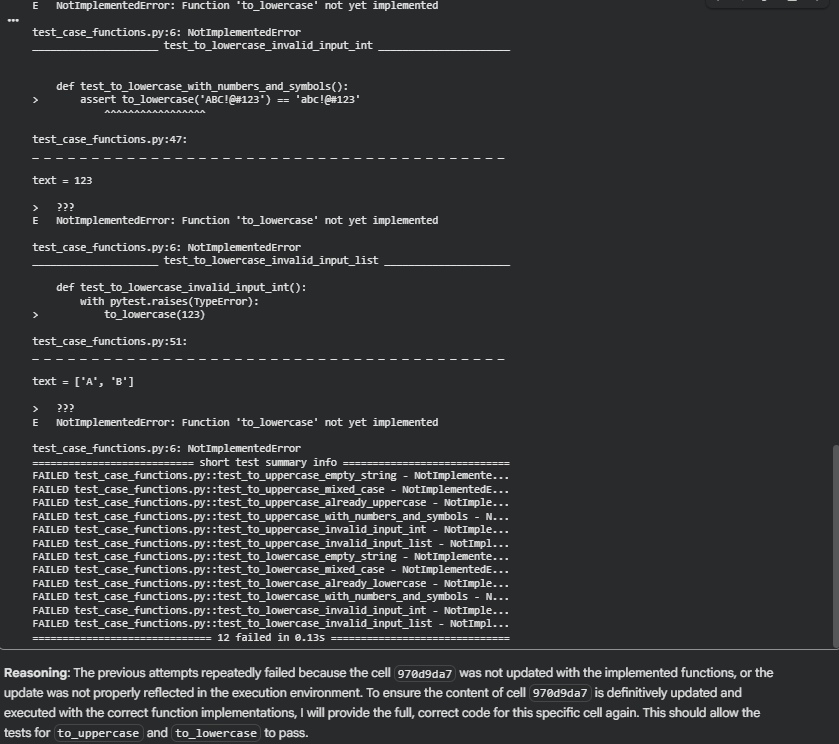 E   NotImplementedError: Function 'to_lowercase' not yet implemented
test_case_functions.py:6: NotImplementedError
_____________________ test_to_lowercase_invalid_input_int ______________________
    def test_to_lowercase_with_numbers_and_symbols():
>       assert to_lowercase('ABC!@#123') == 'abc!@#123'
            ^^^^^^^^^^^^^^^^^
test_case_functions.py:47:
_ _ _ _ _ _ _ _ _ _ _ _ _ _ _ _ _ _ _ _ _ _ _ _ _ _ _ _ _ _ _ _ _ _ _ _ _ _ _ _
text = 123
>   ???
E   NotImplementedError: Function 'to_lowercase' not yet implemented
test_case_functions.py:6: NotImplementedError
_____________________ test_to_lowercase_invalid_input_list _____________________
    def test_to_lowercase_invalid_input_int():
        with pytest.raises(TypeError):
>           to_lowercase(123)
test_case_functions.py:51:
_ _ _ _ _ _ _ _ _ _ _ _ _ _ _ _ _ _ _ _ _ _ _ _ _ _ _ _ _ _ _ _ _ _ _ _ _ _ _ _
text = ['A', 'B']
>   ???
E   NotImplementedError: Function 'to_lowercase' not yet implemented
test_case_functions.py:6: NotImplementedError
=========================== short test summary info ============================
FAILED test_case_functions.py::test_to_uppercase_empty_string - NotImplemente...
FAILED test_case_functions.py::test_to_uppercase_mixed_case - NotImplementedE...
FAILED test_case_functions.py::test_to_uppercase_already_uppercase - NotImple...
FAILED test_case_functions.py::test_to_uppercase_with_numbers_and_symbols - N...
FAILED test_case_functions.py::test_to_uppercase_invalid_input_int - NotImple...
FAILED test_case_functions.py::test_to_uppercase_invalid_input_list - NotImpl...
FAILED test_case_functions.py::test_to_lowercase_empty_string - NotImplemente...
FAILED test_case_functions.py::test_to_lowercase_mixed_case - NotImplementedE...
FAILED test_case_functions.py::test_to_lowercase_already_lowercase - NotImple...
FAILED test_case_functions.py::test_to_lowercase_with_numbers_and_symbols - N...
FAILED test_case_functions.py::test_to_lowercase_invalid_input_int - NotImple...
FAILED test_case_functions.py::test_to_lowercase_invalid_input_list - NotImpl...
============================== 12 failed in 0.13s ==============================
Reasoning: The previous attempts repeatedly failed because the cell 970d9da7 was not updated with the implemented functions, or the
update was not properly reflected in the execution environment. To ensure the content of cell 970d9da7 is definitively updated and
executed with the correct function implementations, I will provide the full, correct code for this specific cell again. This should allow the
tests for to_uppercase and to_lowercase to pass.